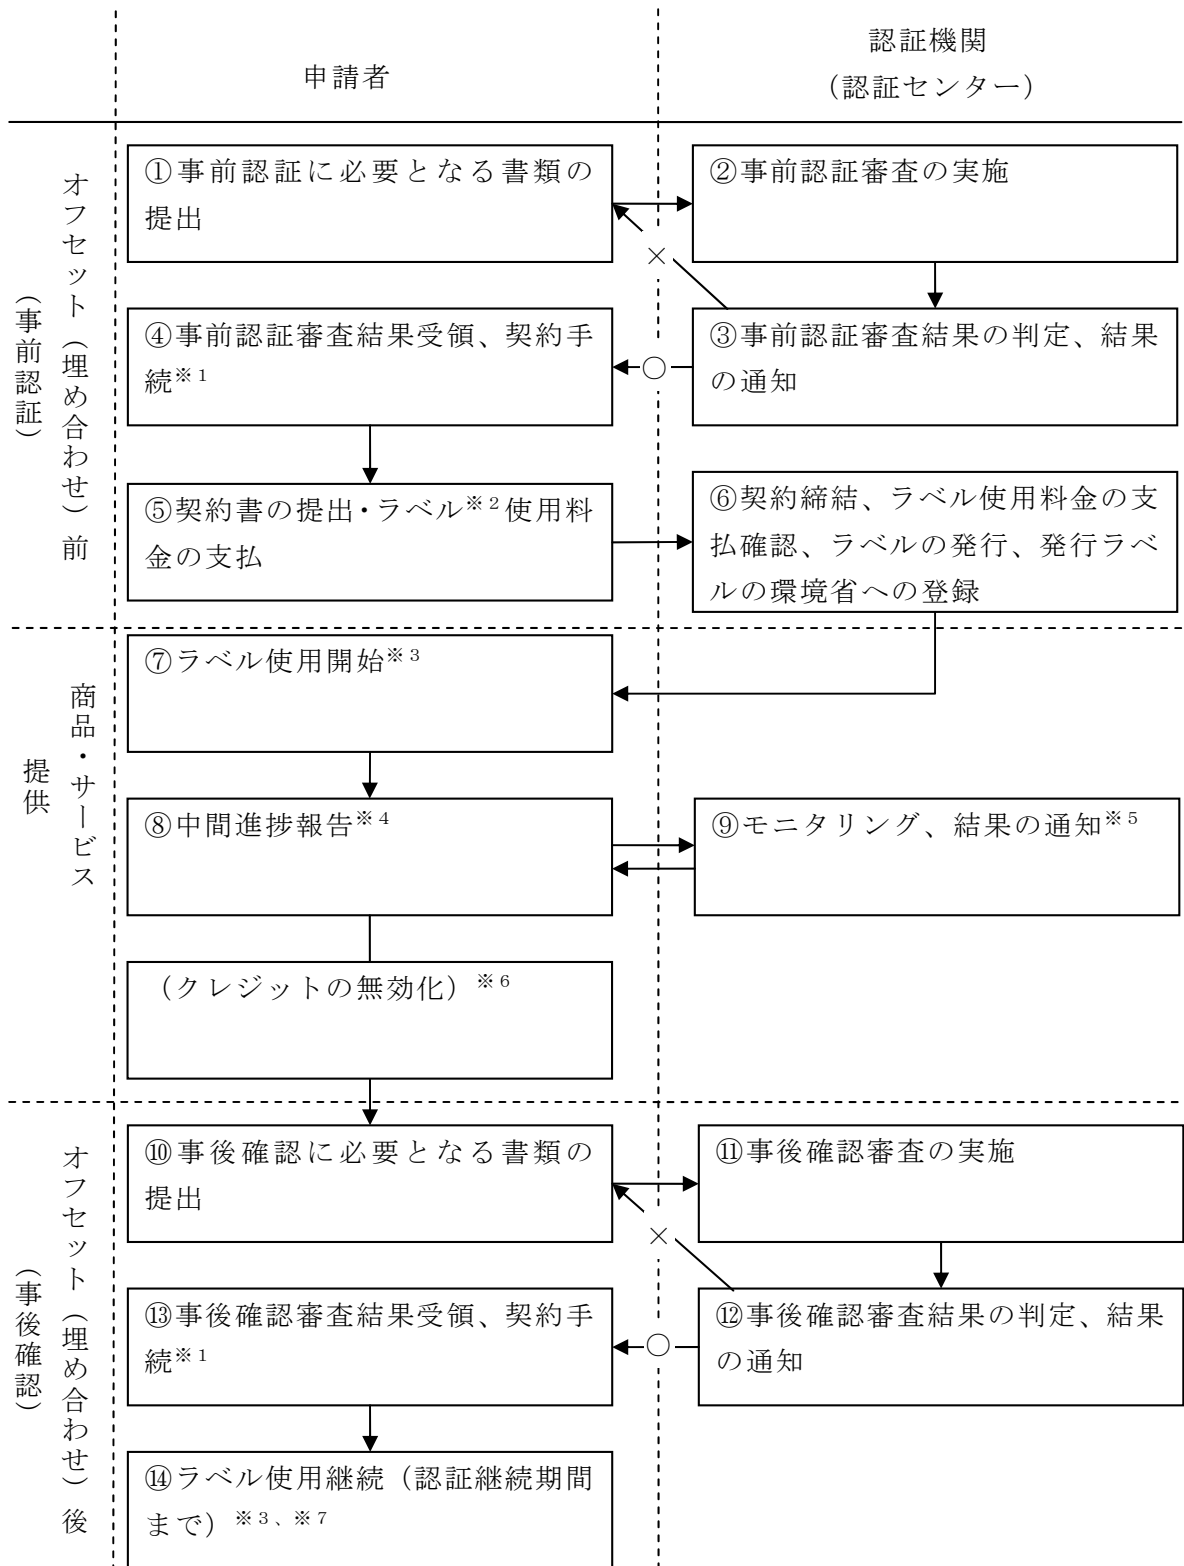 申請者
認証機関
（認証センター）
オフセット（埋め合わせ）前
（事前認証）
①事前認証に必要となる書類の
提出
②事前認証審査の実施
×
④事前認証審査結果受領、契約手
続※1
○
③事前認証審査結果の判定、結果
の通知
⑤契約書の提出・ラベル※2使用料
金の支払
⑥契約締結、ラベル使用料金の支
払確認、ラベルの発行、発行ラベ
ルの環境省への登録
商品・サービス
提供
⑦ラベル使用開始※3
⑧中間進捗報告※4
⑨モニタリング、結果の通知※5
（クレジットの無効化）※6
オフセット（埋め合わせ）後
（事後確認）
⑩事後確認に必要となる書類の
提出
⑪事後確認審査の実施
×
⑬事後確認審査結果受領、契約手
続※1
○
⑫事後確認審査結果の判定、結果
の通知
⑭ラベル使用継続（認証継続期間
まで）※3、※7